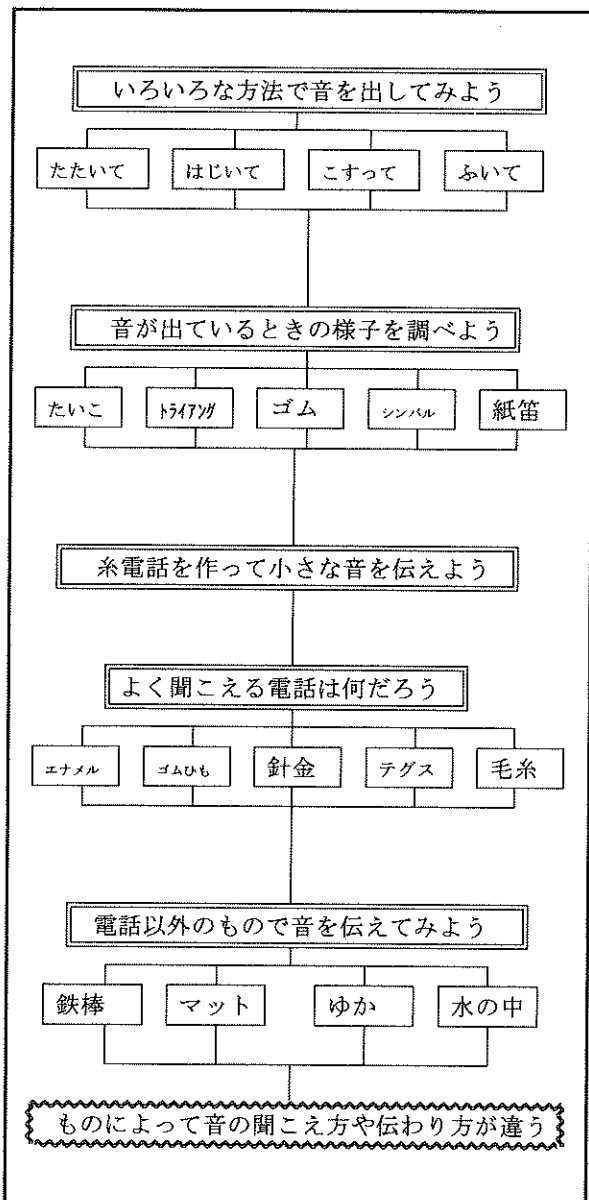 いろいろな方法で音を出してみよう
たたいて はじいて こすって ふいて
音が出ているときの様子を調べよう
たいこ トライアング ゴム シンバル 紙笛
糸電話を作って小さな音を伝えよう
よく聞こえる電話は何だろう
エナメル ゴムひも 針金 テグス 毛糸
電話以外のもので音を伝えてみよう
鉄棒 マット ゆか 水の中
ものによって音の聞こえ方や伝わり方が違う